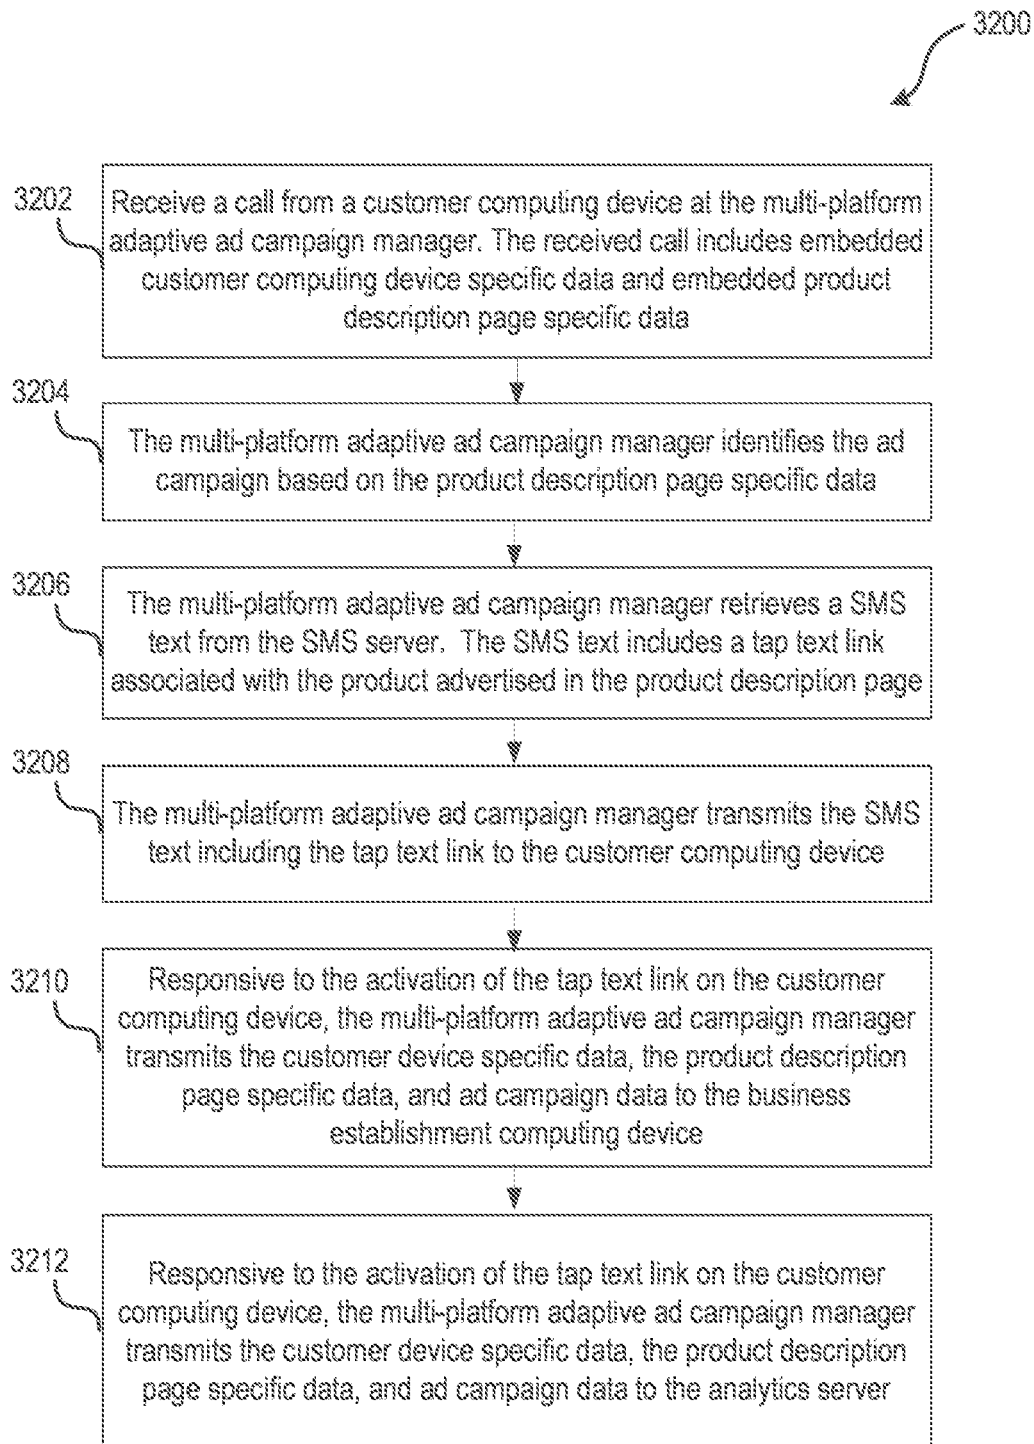 3200
3202
Receive a call from a customer computing device at the multi-platform
adaptive ad campaign manager. The received call includes embedded
customer computing device specific data and embedded product
description page specific data
3204
The multi-platform adaptive ad campaign manager identifies the ad
campaign based on the product description page specific data
3206
The multi-platform adaptive ad campaign manager retrieves a SMS
text from the SMS server. The SMS text includes a tap text link
associated with the product advertised in the product description page
3208
The multi-platform adaptive ad campaign manager transmits the SMS
text including the tap text link to the customer computing device
3210
Responsive to the activation of the tap text link on the customer
computing device, the multi-platform adaptive ad campaign manager
transmits the customer device specific data, the product description
page specific data, and ad campaign data to the business
establishment computing device
3212
Responsive to the activation of the tap text link on the customer
computing device, the multi-platform adaptive ad campaign manager
transmits the customer device specific data, the product description
page specific data, and ad campaign data to the analytics server